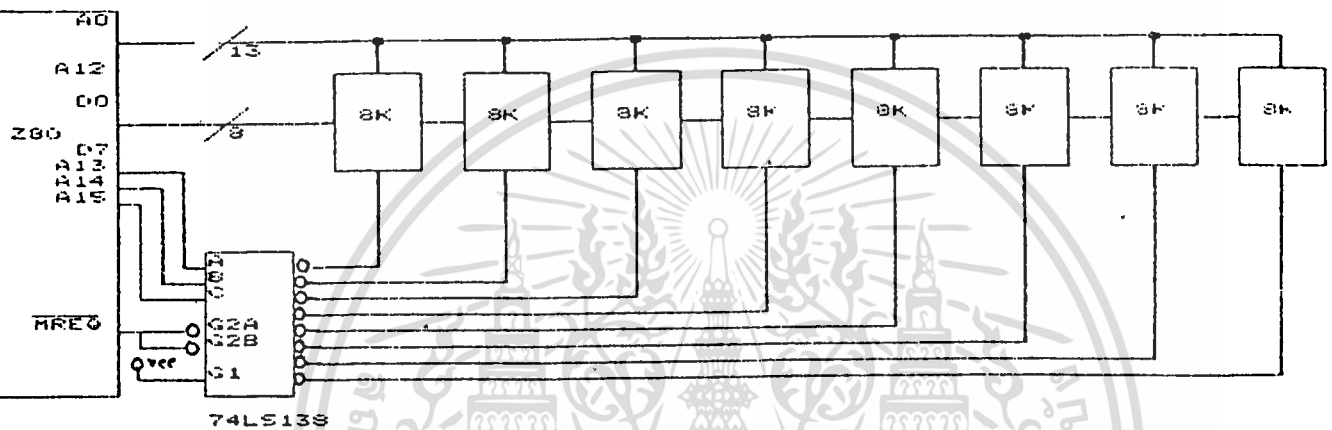 A0
13
A12
D0
8K 8K 8K 8K 8K 8K 8K 8K
8
Z80
D7
A13
A14
A15
A
B
C
MREQ
G2A
G2B
vcc
G1
74LS138